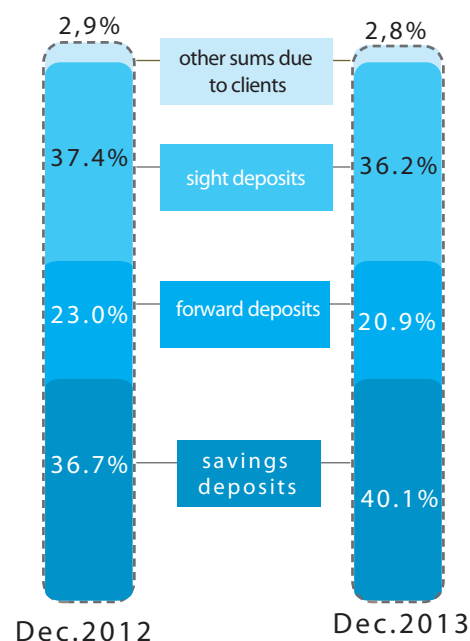 2,9%
other sums due
to clients
2,8%
37.4%
sight deposits
36.2%
23.0%
forward deposits
20.9%
36.7%
savings
deposits
40.1%
Dec.2012
Dec.2013